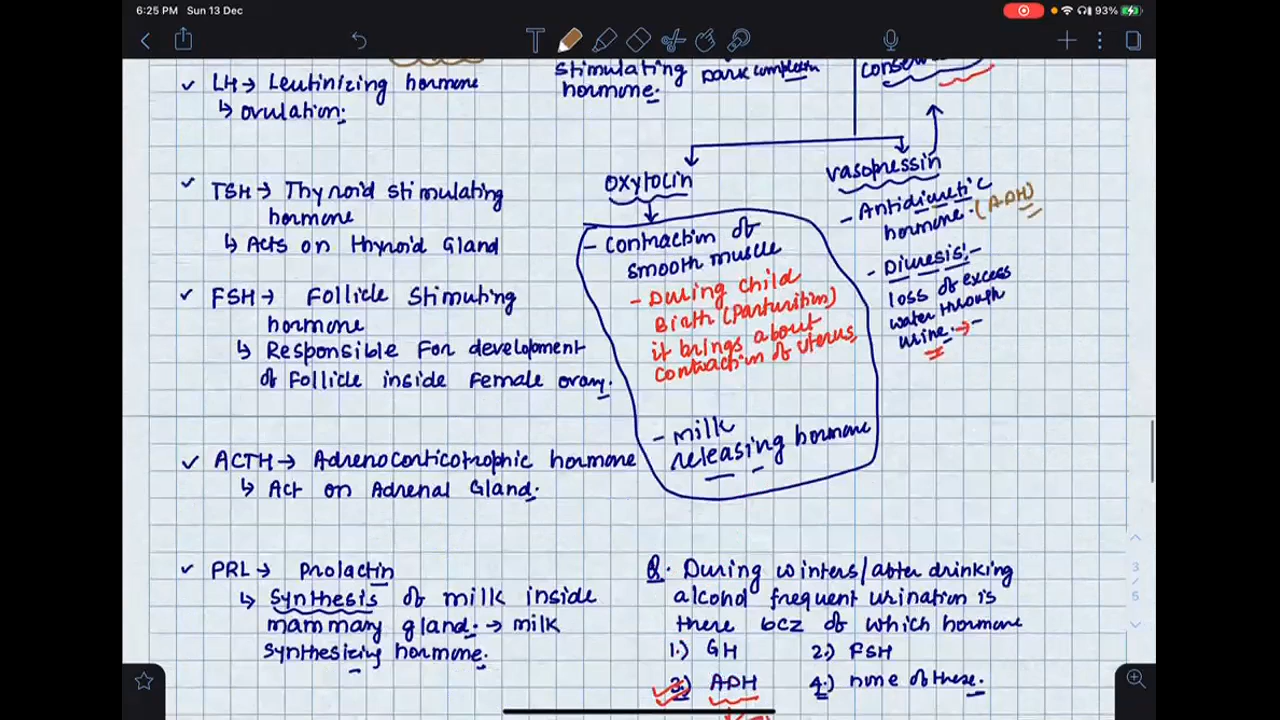 6:25 PM Sun 13 Dec
93%
LH → Leutinizing hormone
↳ ovulation.
TSH → Thyroid stimulating
hormone
↳ Acts on thyroid Gland
FSH → Follicle Stimuting
hormone
↳ Responsible For development
of follicle inside Female ovary.
ACTH → Adrenocorticotrophic hormone
↳ Act on Adrenal Gland.
PRL → Prolactin
↳ Synthesis of milk inside
mammary gland. → milk
synthesizing hormone.
stimulating
hormone.
Dark complexion
oxytocin
- Contraction of
smooth muscle
- During child
Birth (Parturition)
it brings about
contraction of uterus,
- milk
releasing hormone
vasopressin
- Antidiuretic
hormone. (ADH)
- Diuresis:-
loss of excess
water through
urine. → -
Q. During winters/after drinking
alcohol frequent urination is
there bcz of which hormone
1.) GH 2.) FSH
3.) ADH 4.) none of these.
3
5